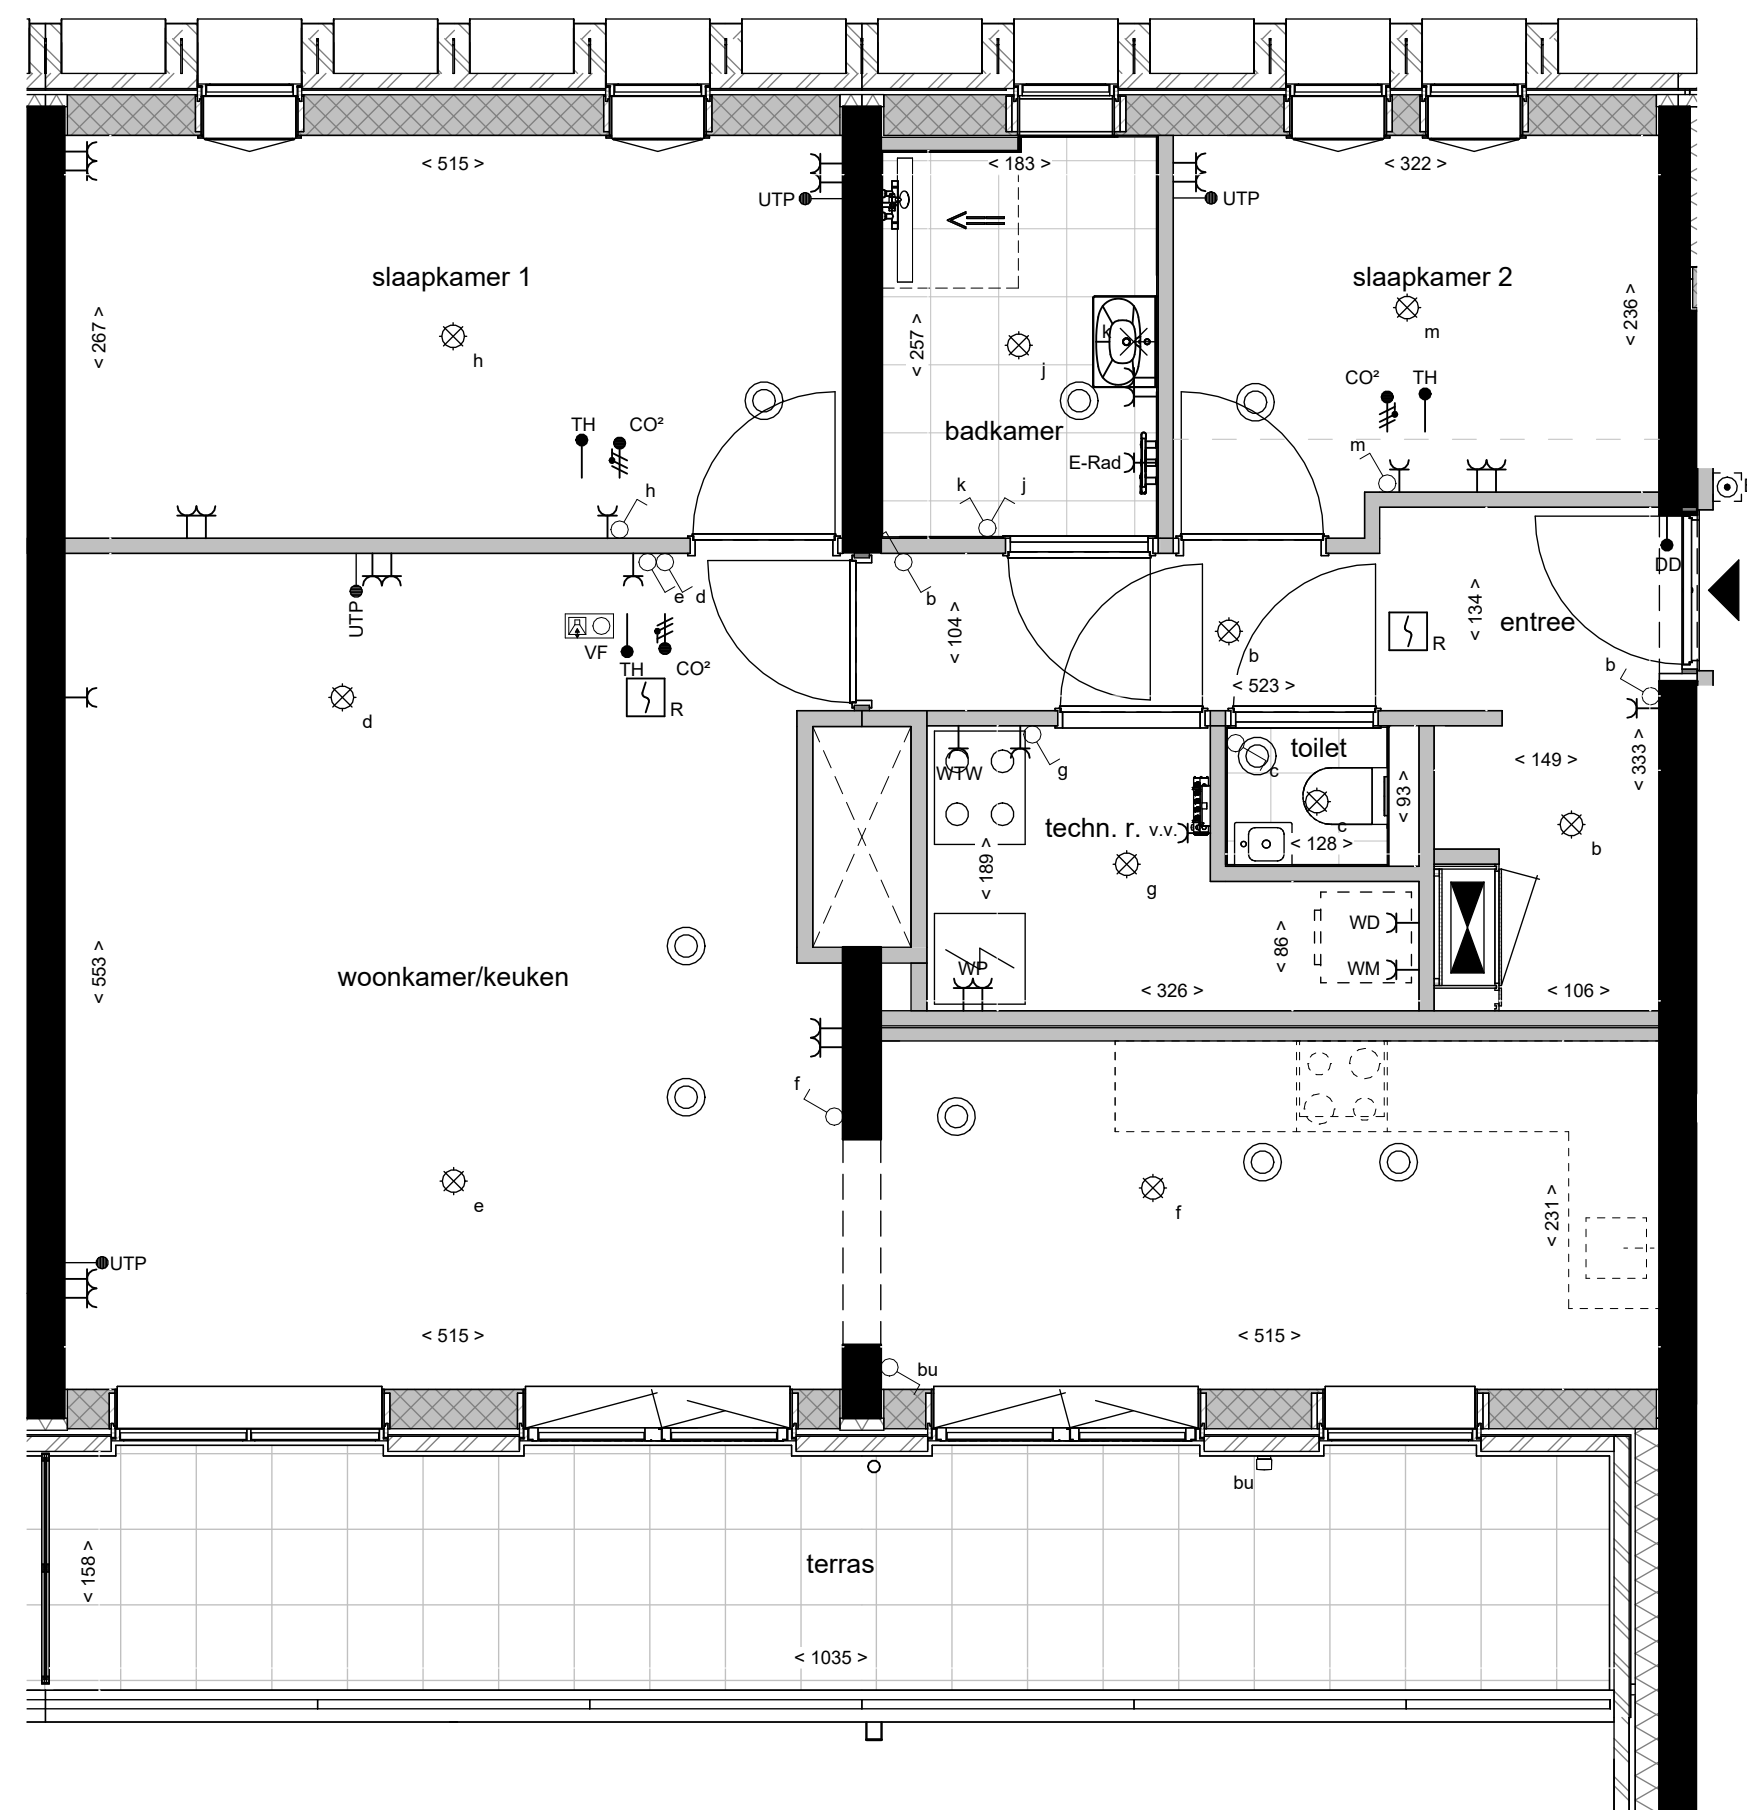 < 515 >
< 183 >
< 322 >
UTP
UTP
slaapkamer 1
slaapkamer 2
< 267 >
< 257 >
< 236 >
h
k
j
m
CO²
TH
TH
CO²
badkamer
m
E-Rad
h
k
j
DD
e
d
b
UTP
< 104 >
< 134 >
entree
VF
TH
CO²
b
R
b
R
< 523 >
d
toilet
WTW
g
c
< 149 >
< 333 >
< 93 >
techn. r.
v.v.
c
< 128 >
b
< 189 >
g
WD
< 86 >
WM
woonkamer/keuken
< 553 >
WP
< 326 >
< 106 >
f
e
f
< 231 >
UTP
< 515 >
< 515 >
bu
bu
terras
< 158 >
< 1035 >